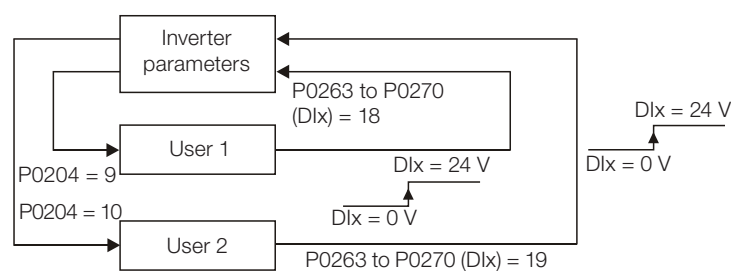 Inverter
parameters
P0263 to P0270
(DIx) = 18
DIx = 24 V
User 1
DIx = 24 V
DIx = 0 V
P0204 = 9
DIx = 0 V
P0204 = 10
User 2
P0263 to P0270 (DIx) = 19